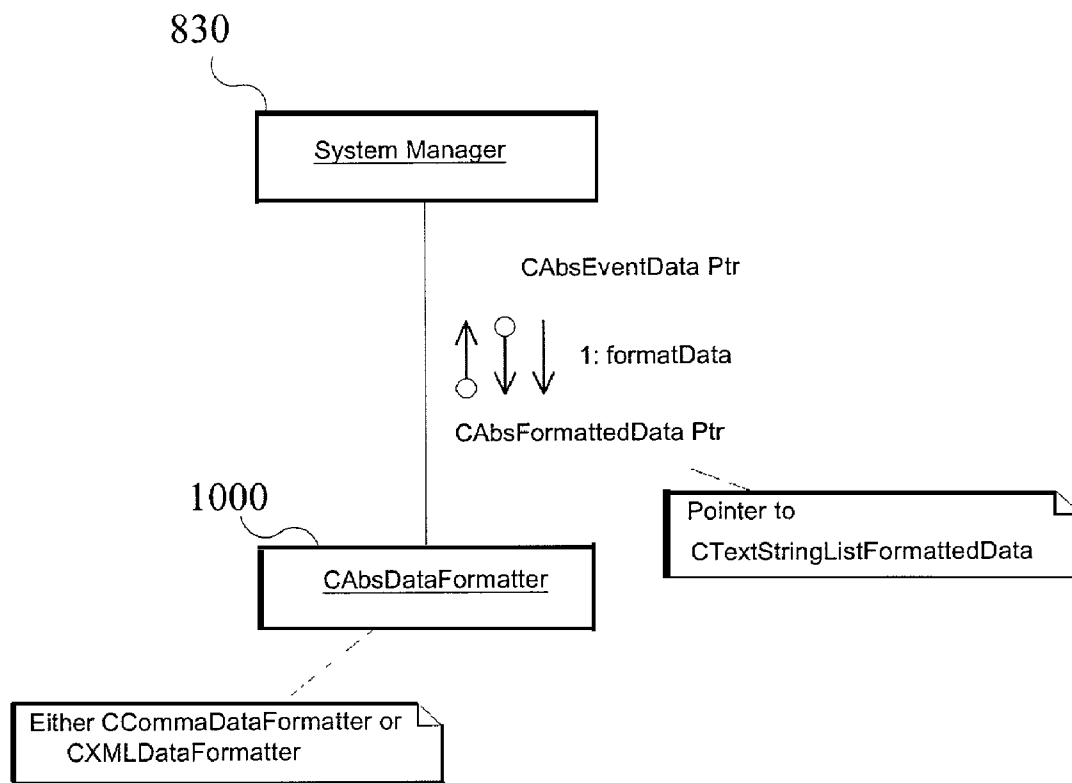 830
System Manager
CAbsEventData Ptr
1: formatData
CAbsFormattedData Ptr
1000
Pointer to
CTextStringListFormattedData
CAbsDataFormatter
Either CCommaDataFormatter or
CXMLDataFormatter